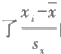 ∫ (x_i − x̄) / s_x